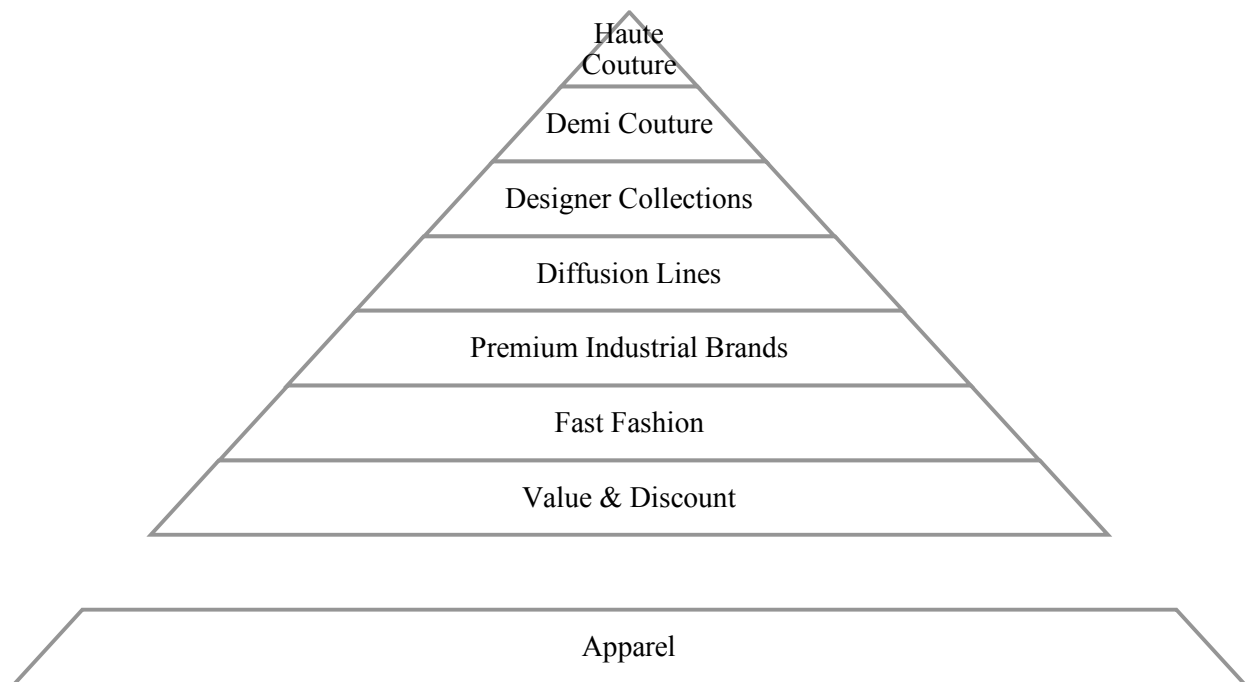 Haute
Couture
Demi Couture
Designer Collections
Diffusion Lines
Premium Industrial Brands
Fast Fashion
Value & Discount
Apparel